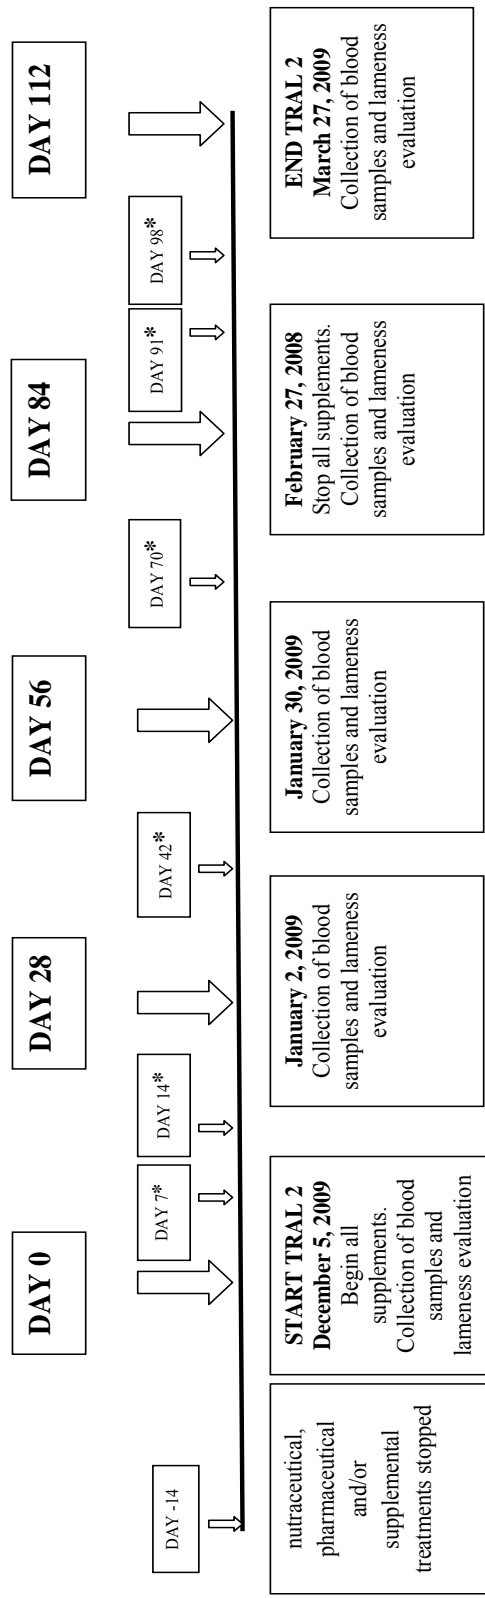 DAY 0
DAY 28
DAY 56
DAY 84
DAY 112
DAY -14
DAY 7*
DAY 14*
DAY 42*
DAY 70*
DAY 91*
DAY 98*
nutraceutical,
pharmaceutical
and/or
supplemental
treatments stopped
START TRAL 2
December 5, 2009
Begin all
supplements.
Collection of blood
samples and
lameness evaluation
January 2, 2009
Collection of blood
samples and lameness
evaluation
January 30, 2009
Collection of blood
samples and lameness
evaluation
February 27, 2008
Stop all supplements.
Collection of blood
samples and lameness
evaluation
END TRAL 2
March 27, 2009
Collection of blood
samples and lameness
evaluation